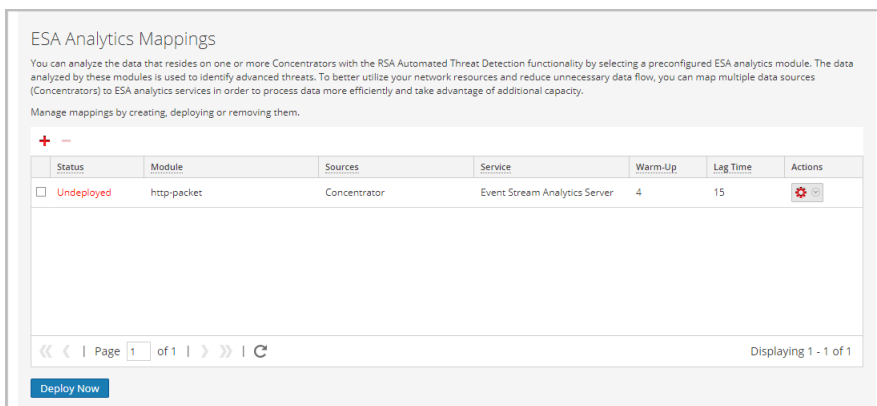 ESA Analytics Mappings
You can analyze the data that resides on one or more Concentrators with the RSA Automated Threat Detection functionality by selecting a preconfigured ESA analytics module. The data
analyzed by these modules is used to identify advanced threats. To better utilize your network resources and reduce unnecessary data flow, you can map multiple data sources
(Concentrators) to ESA analytics services in order to process data more efficiently and take advantage of additional capacity.
Manage mappings by creating, deploying or removing them.
Status Module Sources Service Warm-Up Lag Time Actions
Undeployed http-packet Concentrator Event Stream Analytics Server 4 15
Page 1 of 1 Displaying 1 - 1 of 1
Deploy Now